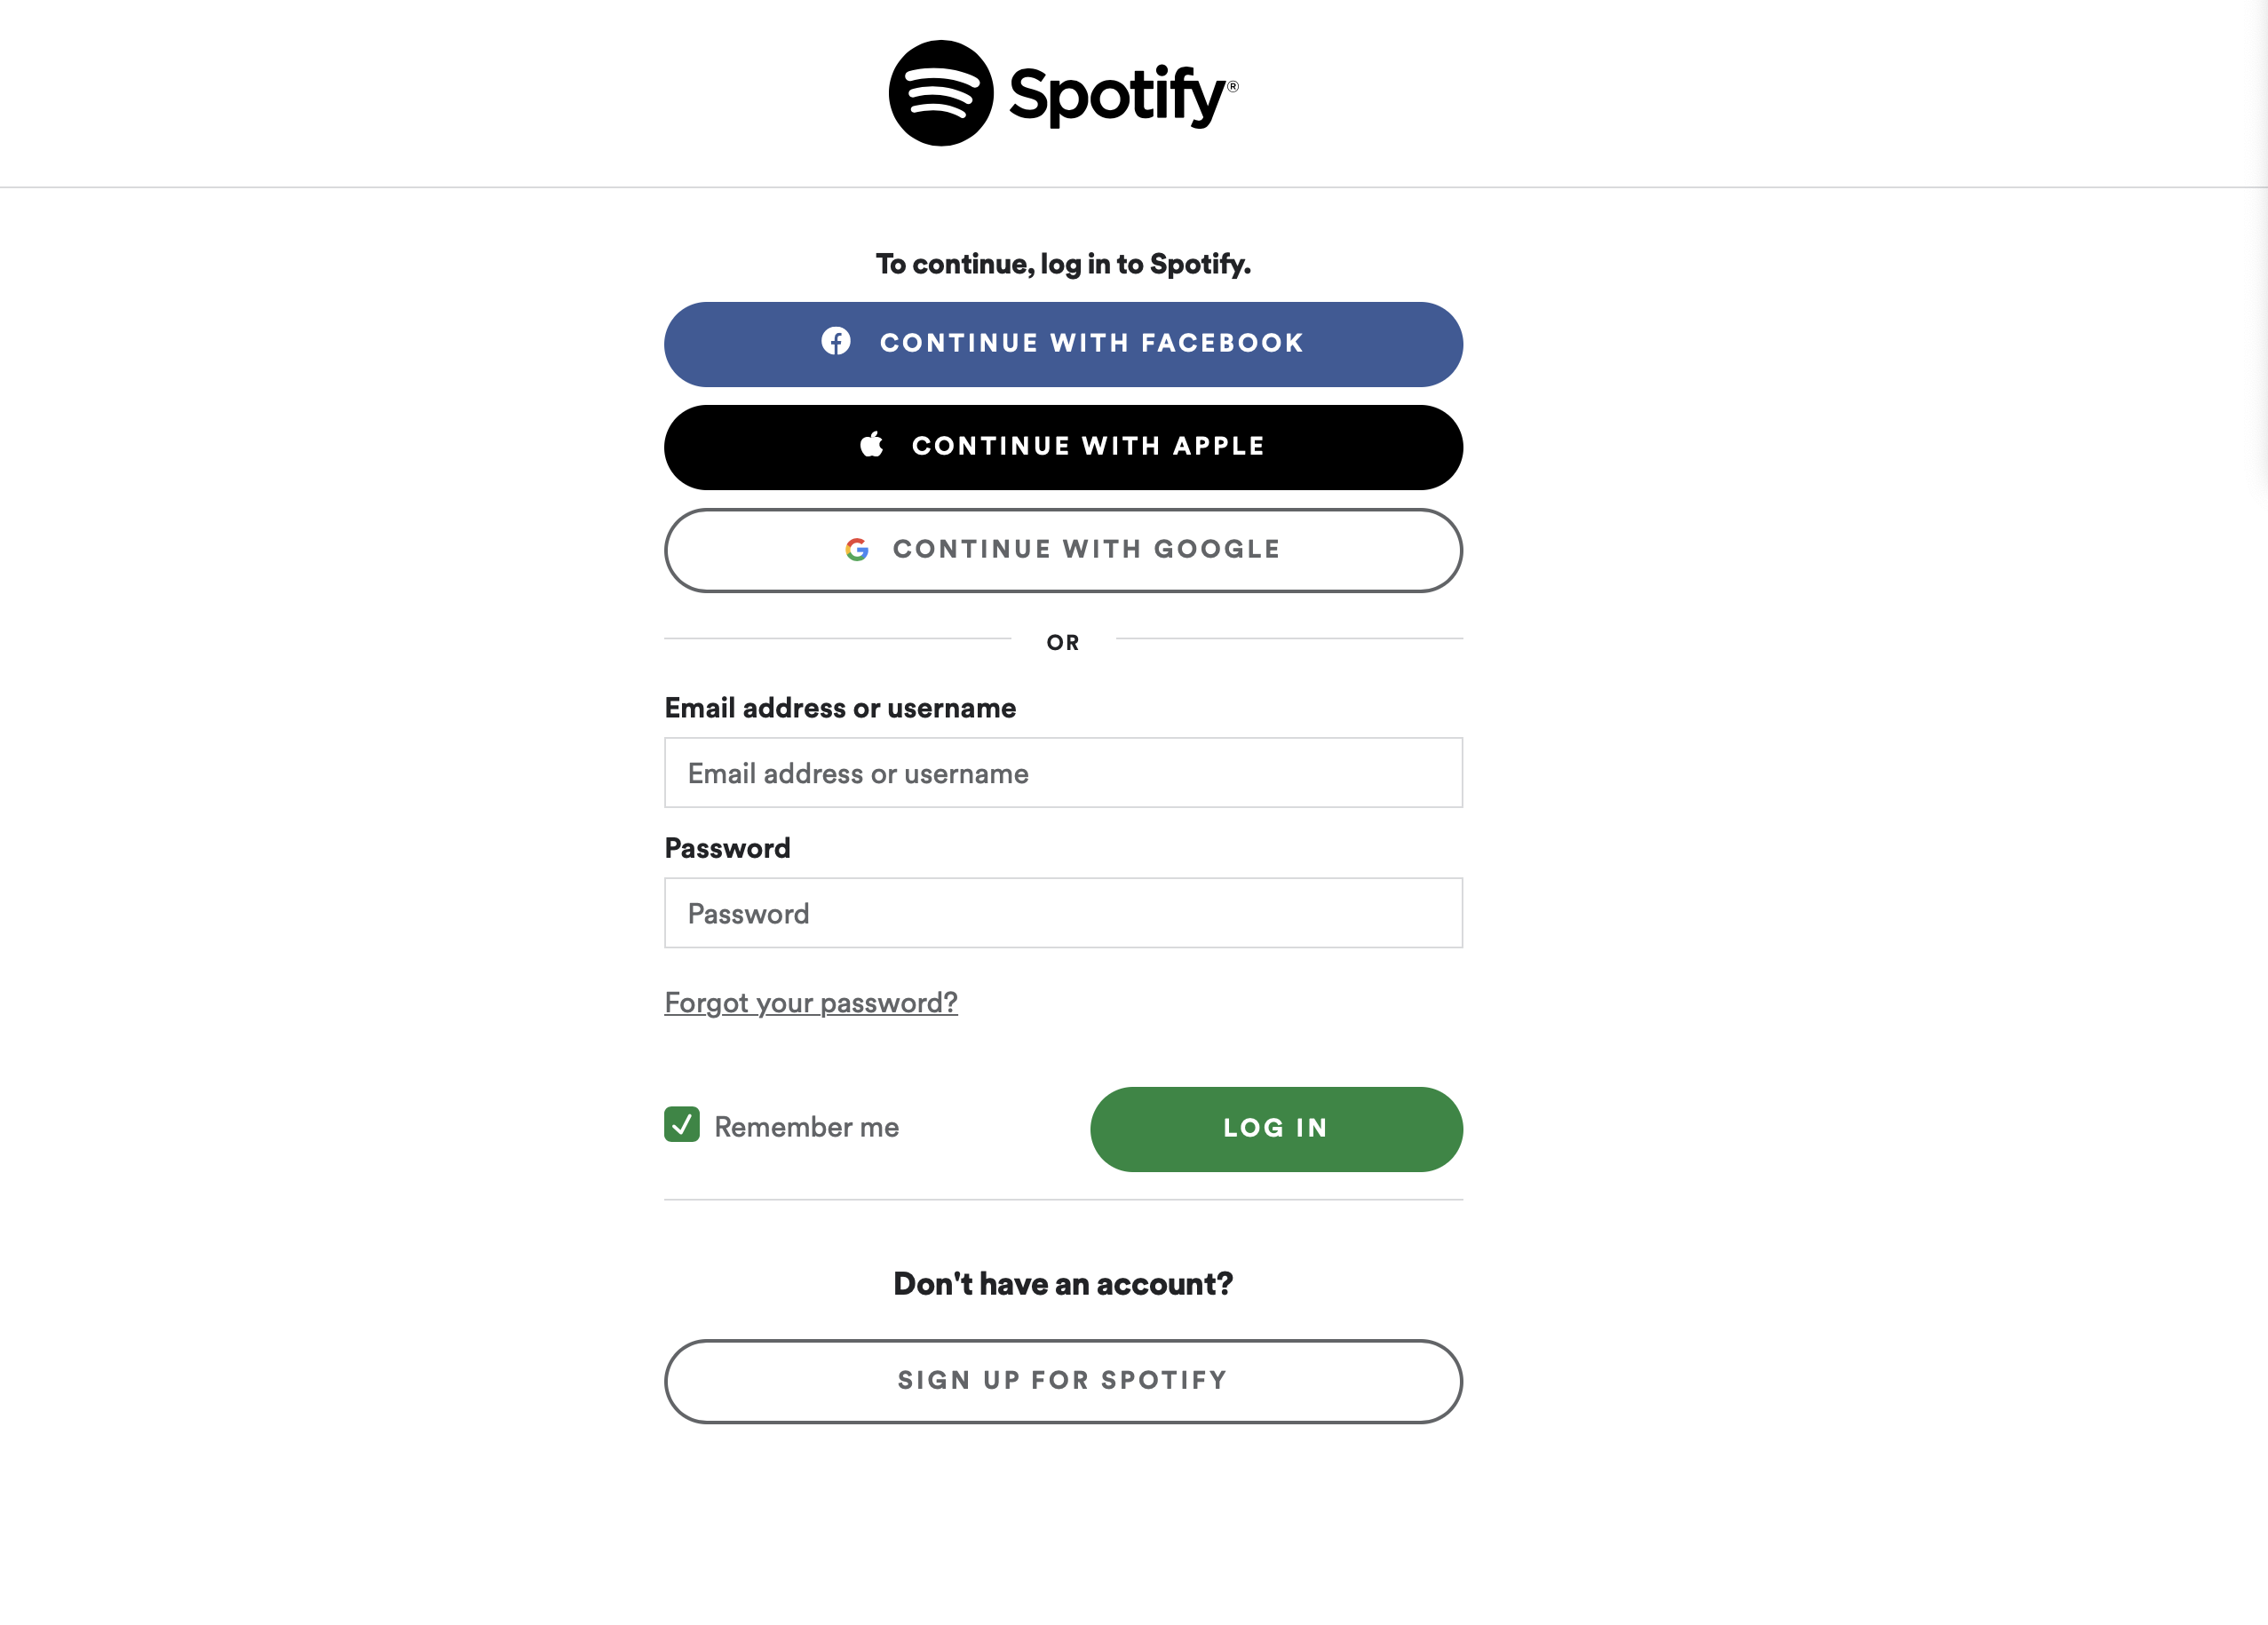 Spotify®
To continue, log in to Spotify.
CONTINUE WITH FACEBOOK
CONTINUE WITH APPLE
CONTINUE WITH GOOGLE
OR
Email address or username
Email address or username
Password
Password
Forgot your password?
Remember me
LOG IN
Don't have an account?
SIGN UP FOR SPOTIFY